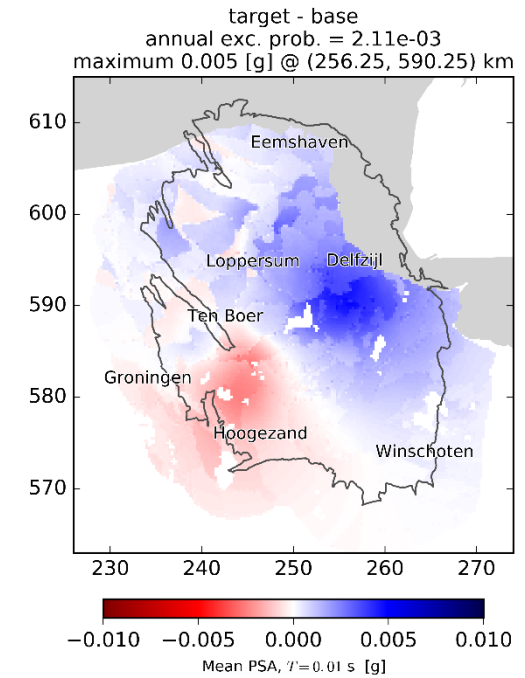 target - base
annual exc. prob. = 2.11e-03
maximum 0.005 [g] @ (256.25, 590.25) km
610
Eemshaven
600
Loppersum
Delfzijl
590
Ten Boer
Groningen
580
Hoogezand
Winschoten
570
230 240 250 260 270
−0.010 −0.005 0.000 0.005 0.010
Mean PSA, T=0.01 s [g]